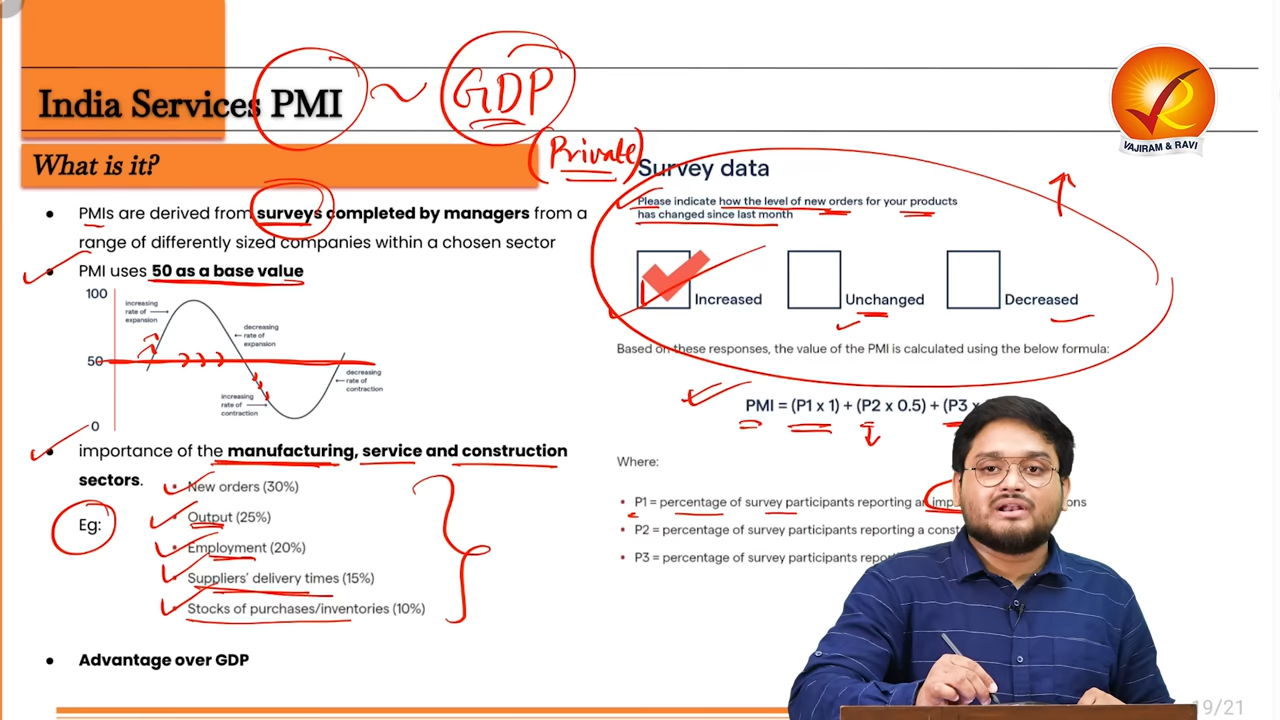 India Services PMI
~ GDP
(Private)
VAJIRAM & RAVI
What is it?
PMIs are derived from surveys completed by managers from a
range of differently sized companies within a chosen sector
PMI uses 50 as a base value
100
50
0
increasing
rate of
expansion
decreasing
rate of
expansion
increasing
rate of
contraction
decreasing
rate of
contraction
importance of the manufacturing, service and construction
sectors.
Eg:
New orders (30%)
Output (25%)
Employment (20%)
Suppliers' delivery times (15%)
Stocks of purchases/inventories (10%)
Advantage over GDP
Survey data
Please indicate how the level of new orders for your products
has changed since last month
Increased
Unchanged
Decreased
Based on these responses, the value of the PMI is calculated using the below formula:
PMI = (P1 x 1) + (P2 x 0.5) + (P3 x
Where:
P1 = percentage of survey participants reporting an
P2 = percentage of survey participants reporting a
P3 = percentage of survey participants
19/21